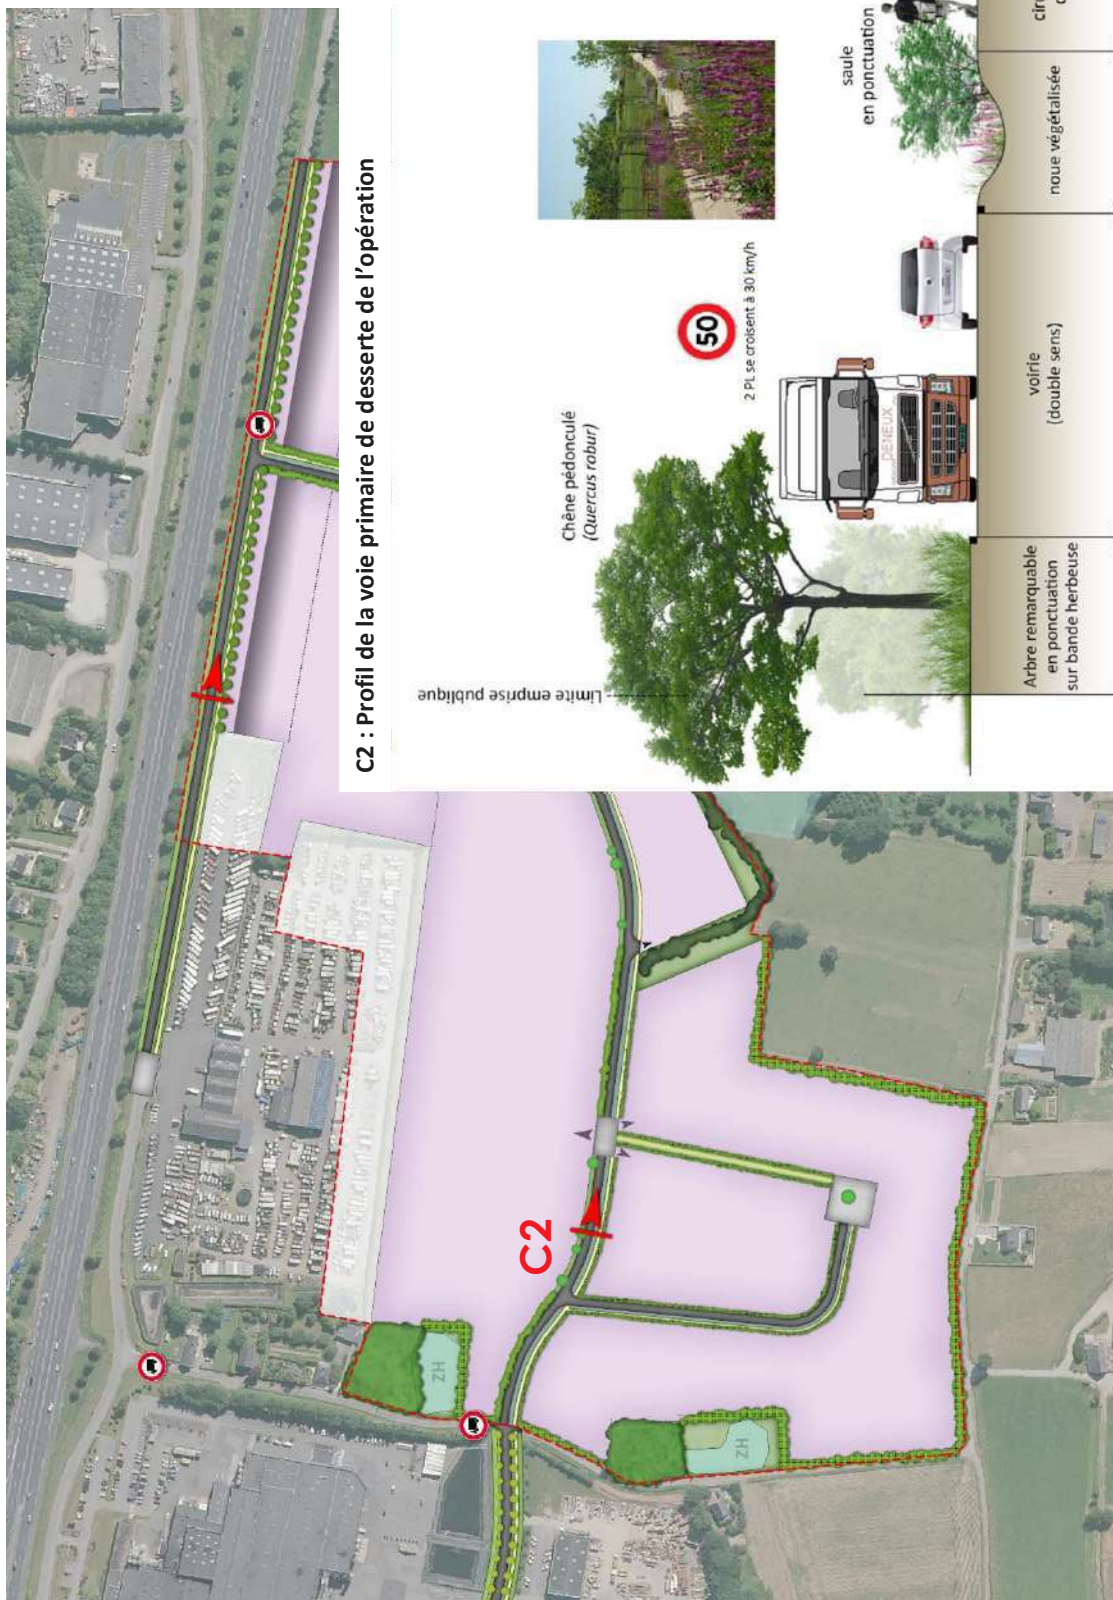 C2 : Profil de la voie primaire de desserte de l'opération
Limite emprise publique
Chêne pédonculé
(Quercus robur)
50
2 PL se croisent à 30 km/h
saule
en ponctuation
DENEUX
Arbre remarquable
en ponctuation
sur bande herbeuse
voirie
(double sens)
noue végétalisée
C2
ZH
ZH